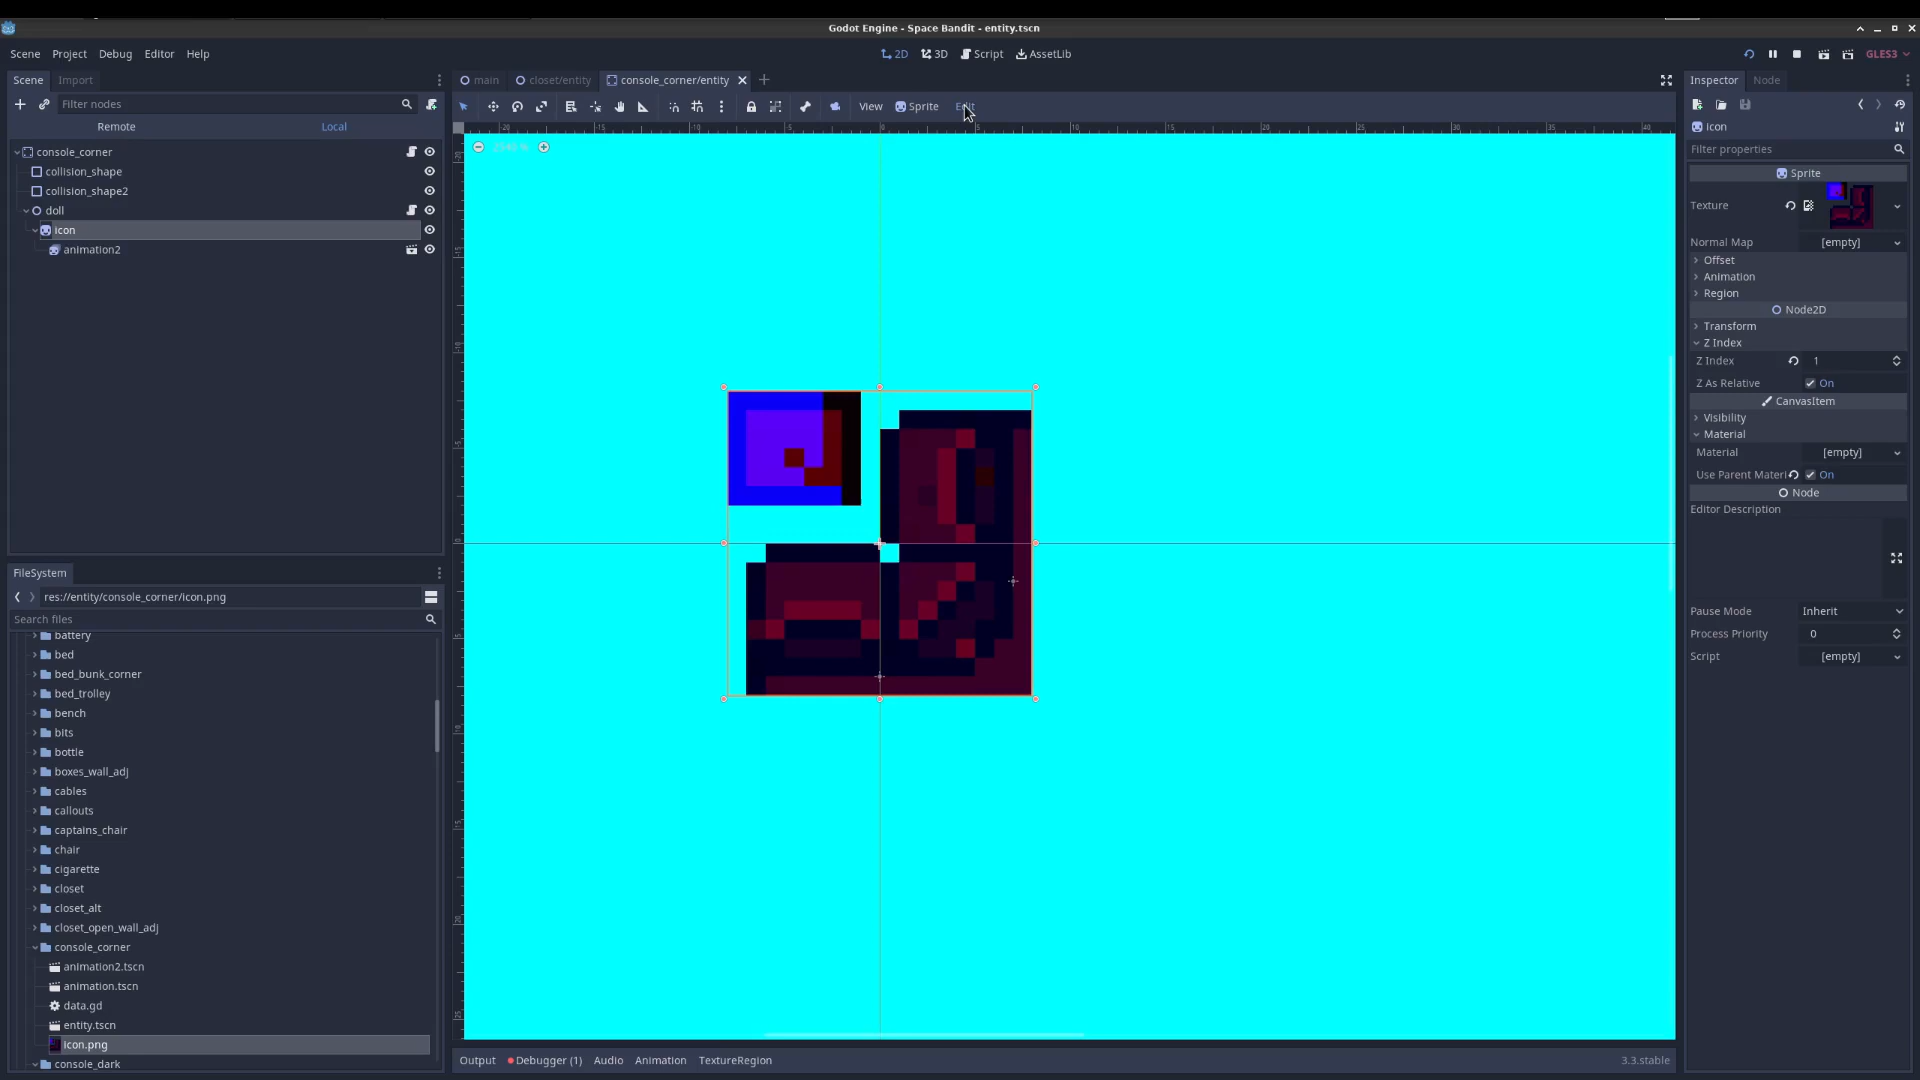 Godot Engine - Space Bandit - entity.tscn
Scene Project Debug Editor Help
2D 3D Script AssetLib
GLES3
Scene Import
Filter nodes
Remote Local
console_corner
collision_shape
collision_shape2
doll
icon
animation2
FileSystem
res://entity/console_corner/icon.png
Search files
battery
bed
bed_bunk_corner
bed_trolley
bench
bits
bottle
boxes_wall_adj
cables
callouts
captains_chair
chair
cigarette
closet
closet_alt
closet_open_wall_adj
console_corner
animation2.tscn
animation.tscn
data.gd
entity.tscn
icon.png
console_dark
main closet/entity console_corner/entity
View Sprite Edit
Output Debugger (1) Audio Animation TextureRegion
3.3.stable
Inspector Node
icon
Filter properties
Sprite
Texture
Normal Map [empty]
Offset
Animation
Region
Node2D
Transform
Z Index
Z Index 1
Z As Relative On
CanvasItem
Visibility
Material
Material [empty]
Use Parent Materi On
Node
Editor Description
Pause Mode Inherit
Process Priority 0
Script [empty]